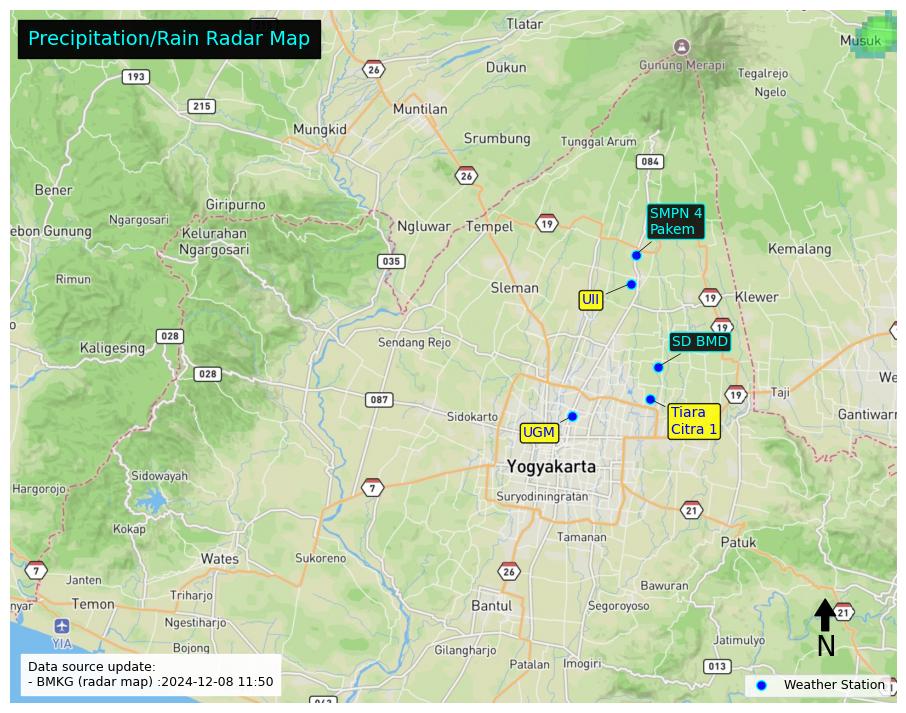 Precipitation/Rain Radar Map
Tlatar
Musuk
Gunung Merapi
26
193
Dukun
Tegalrejo
Ngelo
215
Muntilan
Mungkid
Srumbung
Tunggal Arum
084
26
Bener
Giripurno
SMPN 4
Pakem
Ngargosari
ebon Gunung
Kelurahan
Ngargosari
Ngluwar
Tempel
19
Kemalang
035
Rimun
Sleman
UII
19
Klewer
19
028
Kaligesing
Sendang Rejo
SD BMD
028
087
19
Taji
We
Sidokarto
Tiara
Citra 1
Gantiwarn
UGM
Yogyakarta
Sidowayah
Hargorojo
7
Suryodiningratan
21
Kokap
Tamanan
Patuk
Wates
Sukoreno
7
26
Janten
Bawuran
Triharjo
nyar
Temon
Bantul
Segoroyoso
21
Ngestiharjo
YIA
Jatimulyo
N
Bojong
Gilangharjo
Patalan
Imogiri
013
Data source update:
- BMKG (radar map) :2024-12-08 11:50
Weather Station